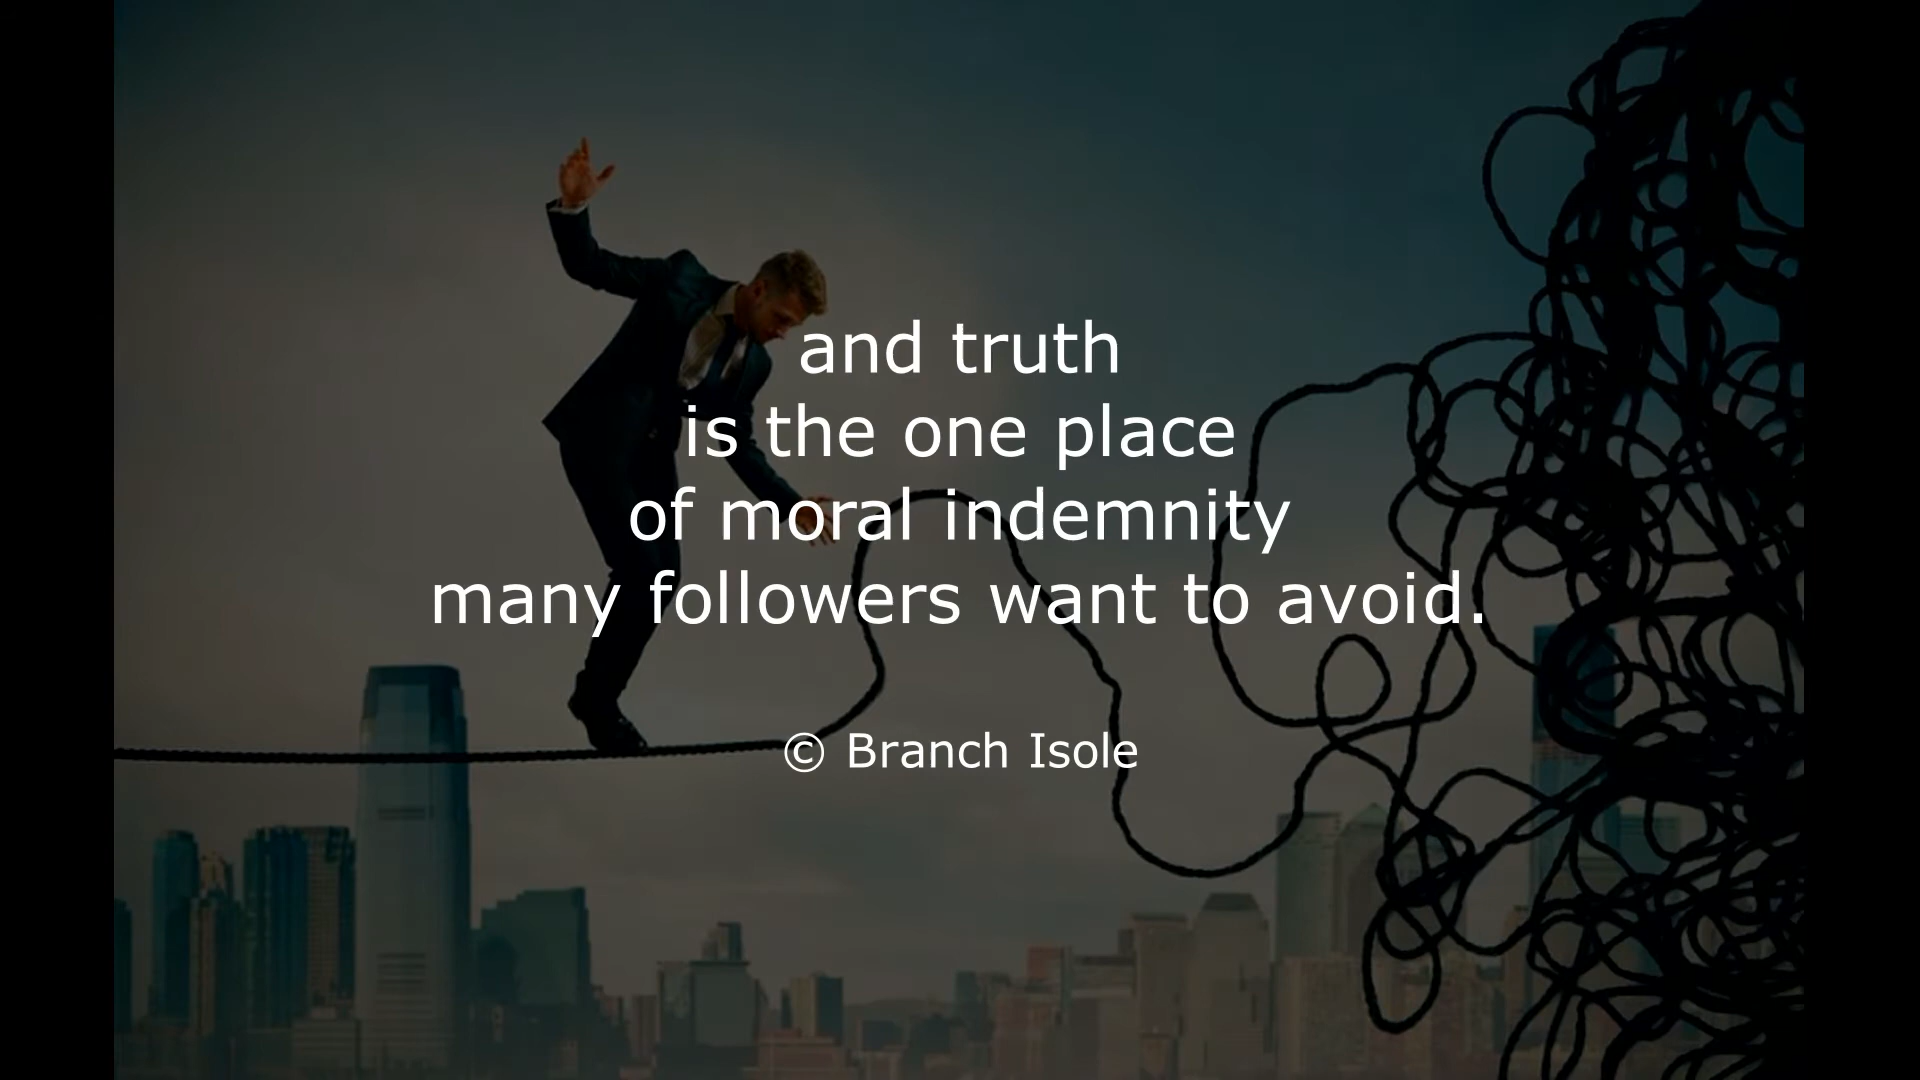 and truth
is the one place
of moral indemnity
many followers want to avoid.
© Branch Isole